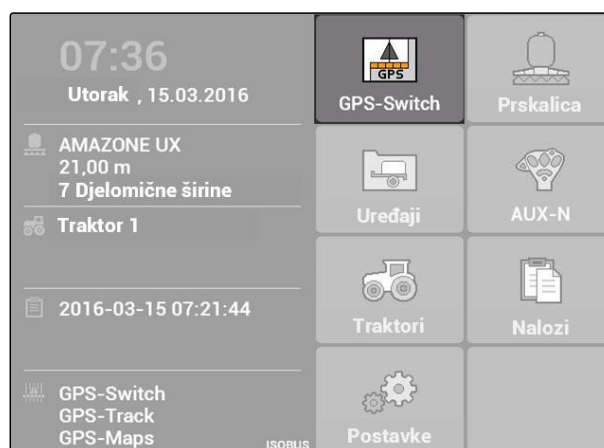 07:36
Utorak , 15.03.2016
AMAZONE UX
21,00 m
7 Djelomične širine
Traktor 1
2016-03-15 07:21:44
GPS-Switch
GPS-Track
GPS-Maps
ISOBUS
GPS
GPS-Switch
Prskalica
Uređaji
AUX-N
Traktori
Nalozi
Postavke